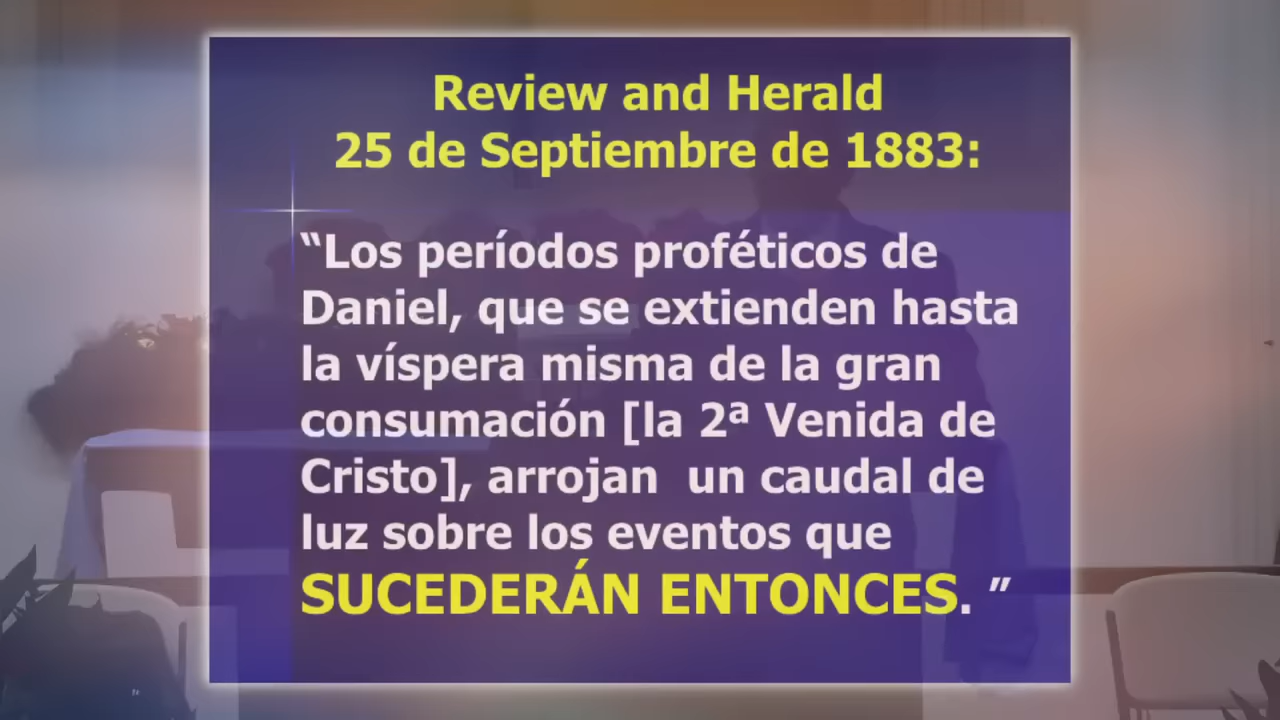 Review and Herald
25 de Septiembre de 1883:
“Los períodos proféticos de
Daniel, que se extienden hasta
la víspera misma de la gran
consumación [la 2ª Venida de
Cristo], arrojan un caudal de
luz sobre los eventos que
SUCEDERÁN ENTONCES. ”